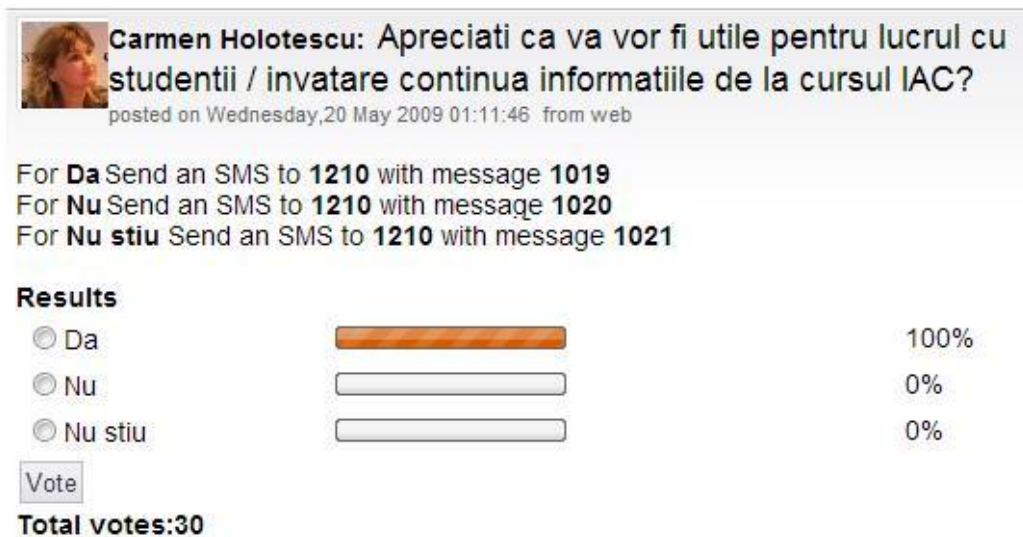 Carmen Holotescu: Apreciati ca va vor fi utile pentru lucrul cu
studentii / invatare continua informatiile de la cursul IAC?
posted on Wednesday,20 May 2009 01:11:46 from web
For Da Send an SMS to 1210 with message 1019
For Nu Send an SMS to 1210 with message 1020
For Nu stiu Send an SMS to 1210 with message 1021
Results
Da 100%
Nu 0%
Nu stiu 0%
Vote
Total votes:30